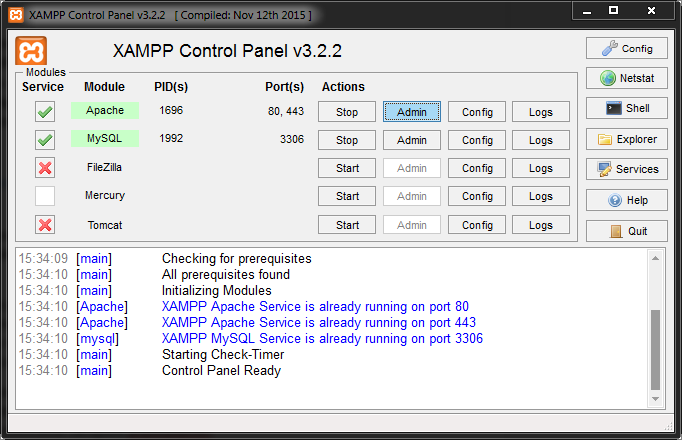 XAMPP Control Panel v3.2.2 [ Compiled: Nov 12th 2015 ]
XAMPP Control Panel v3.2.2
Config
Modules
Service Module PID(s) Port(s) Actions
Netstat
Apache 1696 80, 443 Stop Admin Config Logs
Shell
MySQL 1992 3306 Stop Admin Config Logs
Explorer
FileZilla Start Admin Config Logs
Services
Mercury Start Admin Config Logs
Help
Tomcat Start Admin Config Logs
Quit
15:34:09 [main] Checking for prerequisites
15:34:10 [main] All prerequisites found
15:34:10 [main] Initializing Modules
15:34:10 [Apache] XAMPP Apache Service is already running on port 80
15:34:10 [Apache] XAMPP Apache Service is already running on port 443
15:34:10 [mysql] XAMPP MySQL Service is already running on port 3306
15:34:10 [main] Starting Check-Timer
15:34:10 [main] Control Panel Ready